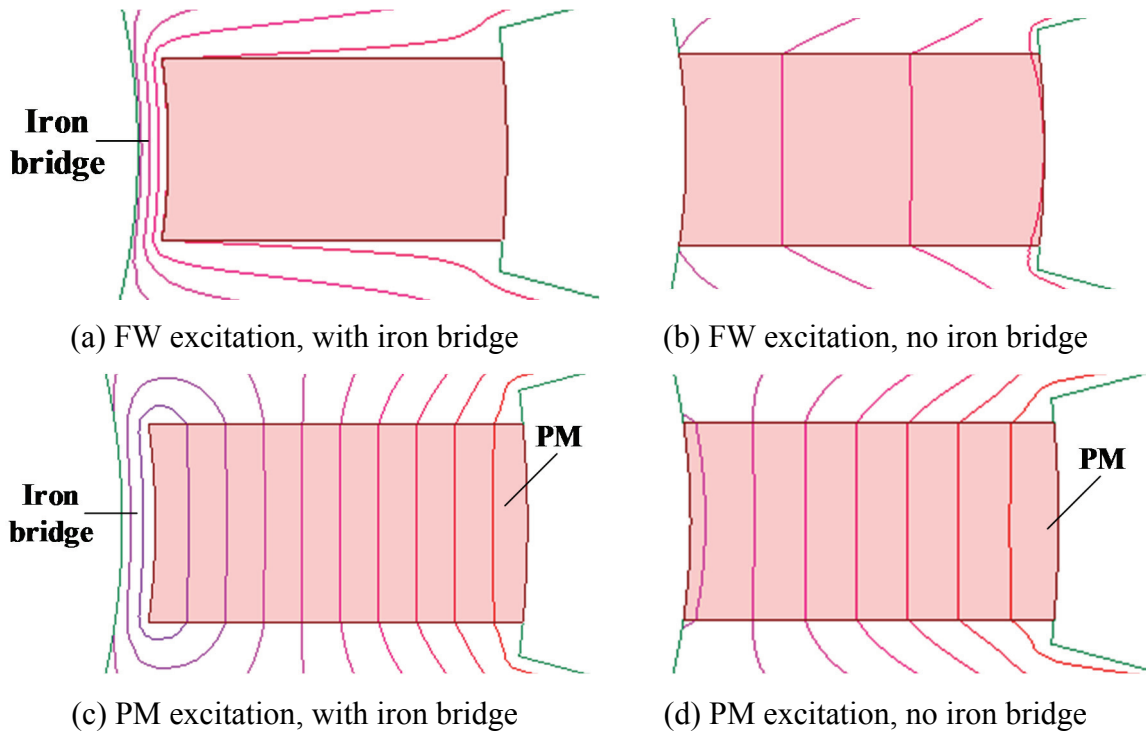 Iron
bridge
(a) FW excitation, with iron bridge
(b) FW excitation, no iron bridge
PM
Iron
bridge
PM
(c) PM excitation, with iron bridge
(d) PM excitation, no iron bridge